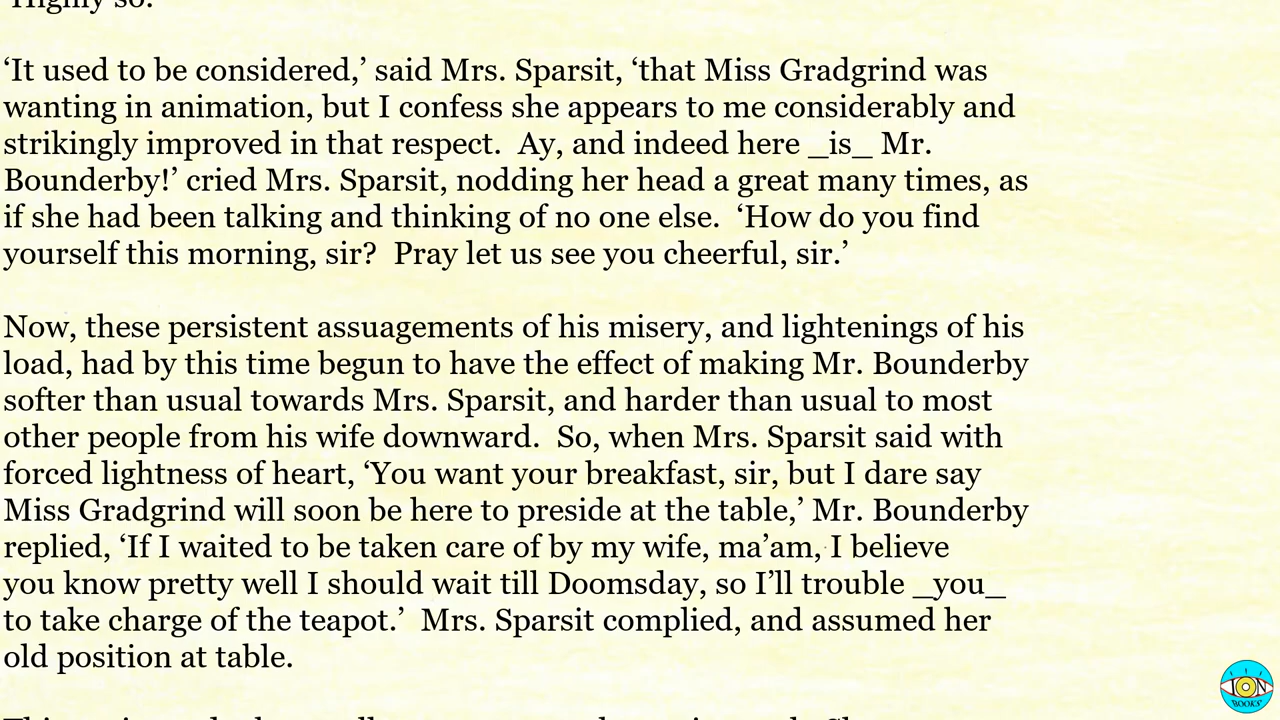 ‘Highly so.’
‘It used to be considered,’ said Mrs. Sparsit, ‘that Miss Gradgrind was
wanting in animation, but I confess she appears to me considerably and
strikingly improved in that respect.  Ay, and indeed here _is_ Mr.
Bounderby!’ cried Mrs. Sparsit, nodding her head a great many times, as
if she had been talking and thinking of no one else.  ‘How do you find
yourself this morning, sir?  Pray let us see you cheerful, sir.’
Now, these persistent assuagements of his misery, and lightenings of his
load, had by this time begun to have the effect of making Mr. Bounderby
softer than usual towards Mrs. Sparsit, and harder than usual to most
other people from his wife downward.  So, when Mrs. Sparsit said with
forced lightness of heart, ‘You want your breakfast, sir, but I dare say
Miss Gradgrind will soon be here to preside at the table,’ Mr. Bounderby
replied, ‘If I waited to be taken care of by my wife, ma’am, I believe
you know pretty well I should wait till Doomsday, so I’ll trouble _you_
to take charge of the teapot.’  Mrs. Sparsit complied, and assumed her
old position at table.
ION
BOOKS